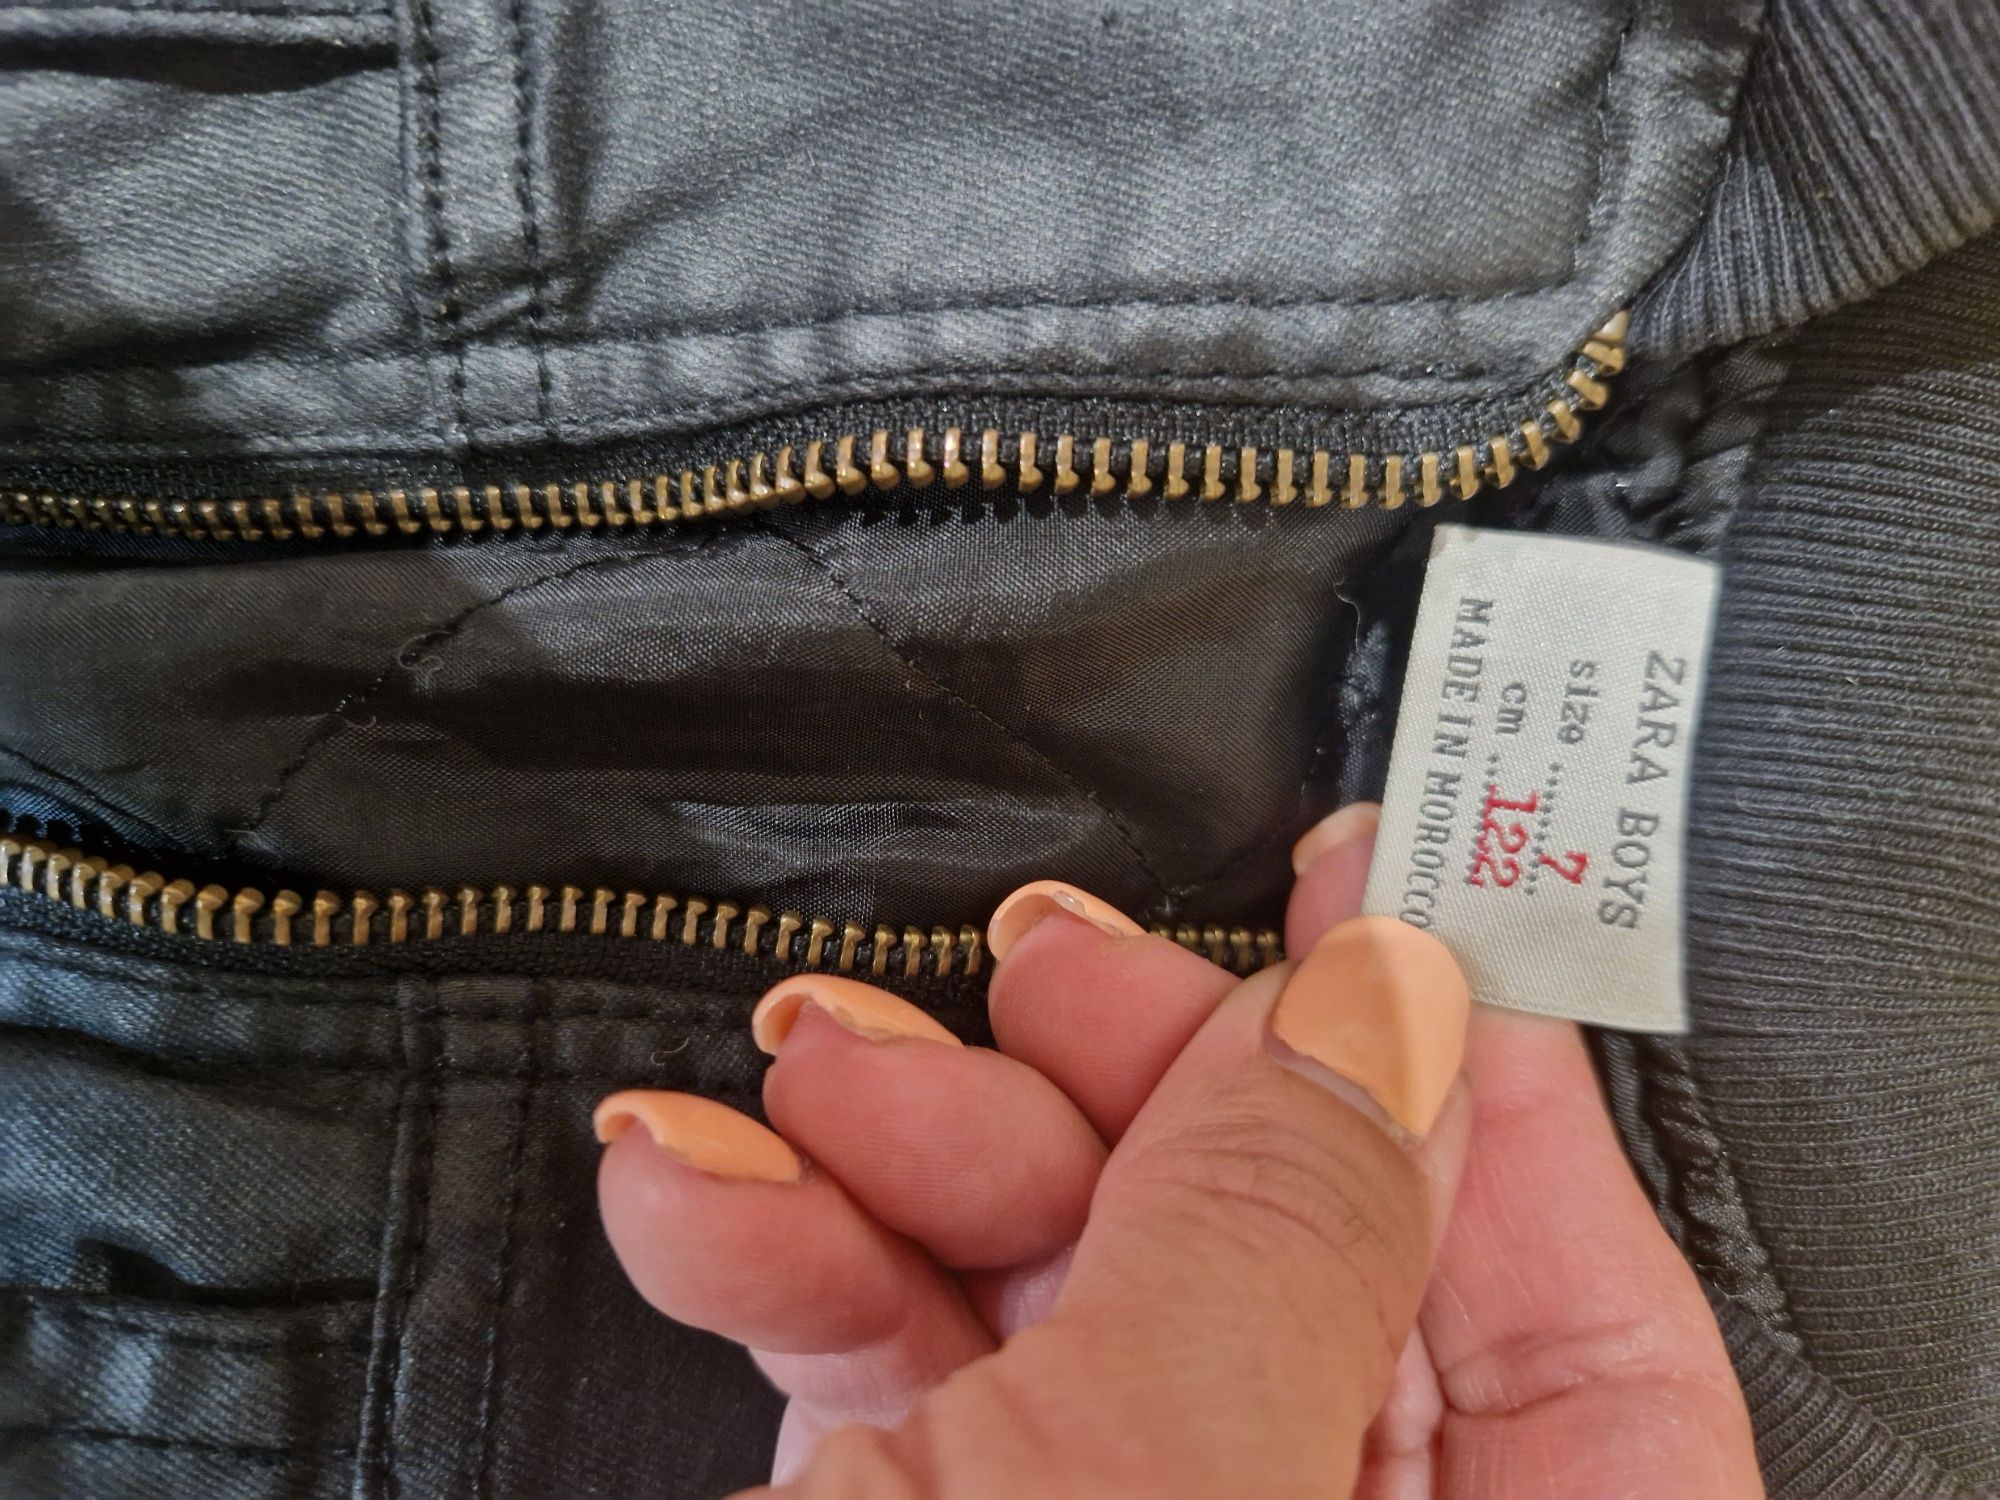 ZARA BOYS
size ........ 7 ....
cm ..... 122
MADE IN MOROCCO